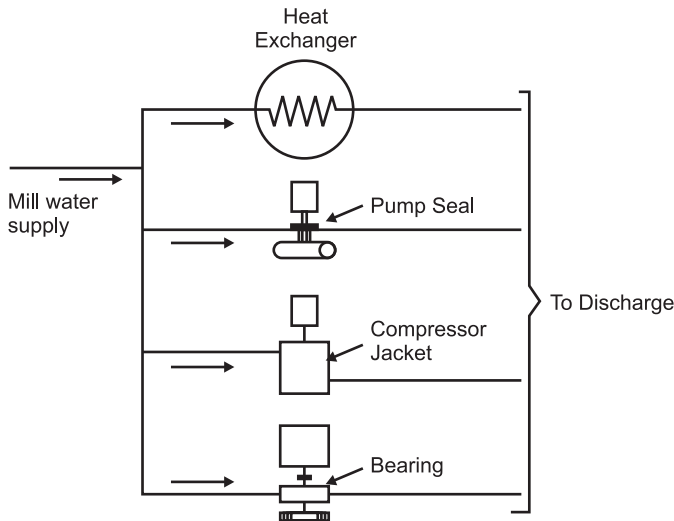 Heat
Exchanger
Mill water
supply
Pump Seal
To Discharge
Compressor
Jacket
Bearing